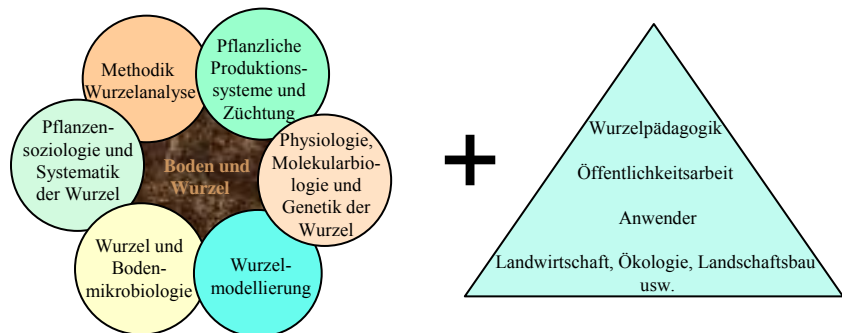 Methodik
Wurzelanalyse
Pflanzliche
Produktions-
systeme und
Züchtung
Pflanzen-
soziologie und
Systematik
der Wurzel
Boden und
Wurzel
Physiologie,
Molekularbio-
logie und
Genetik der
Wurzel
Wurzel und
Boden-
mikrobiologie
Wurzel-
modellierung
+
Wurzelpädagogik
Öffentlichkeitsarbeit
Anwender
Landwirtschaft, Ökologie, Landschaftsbau
usw.